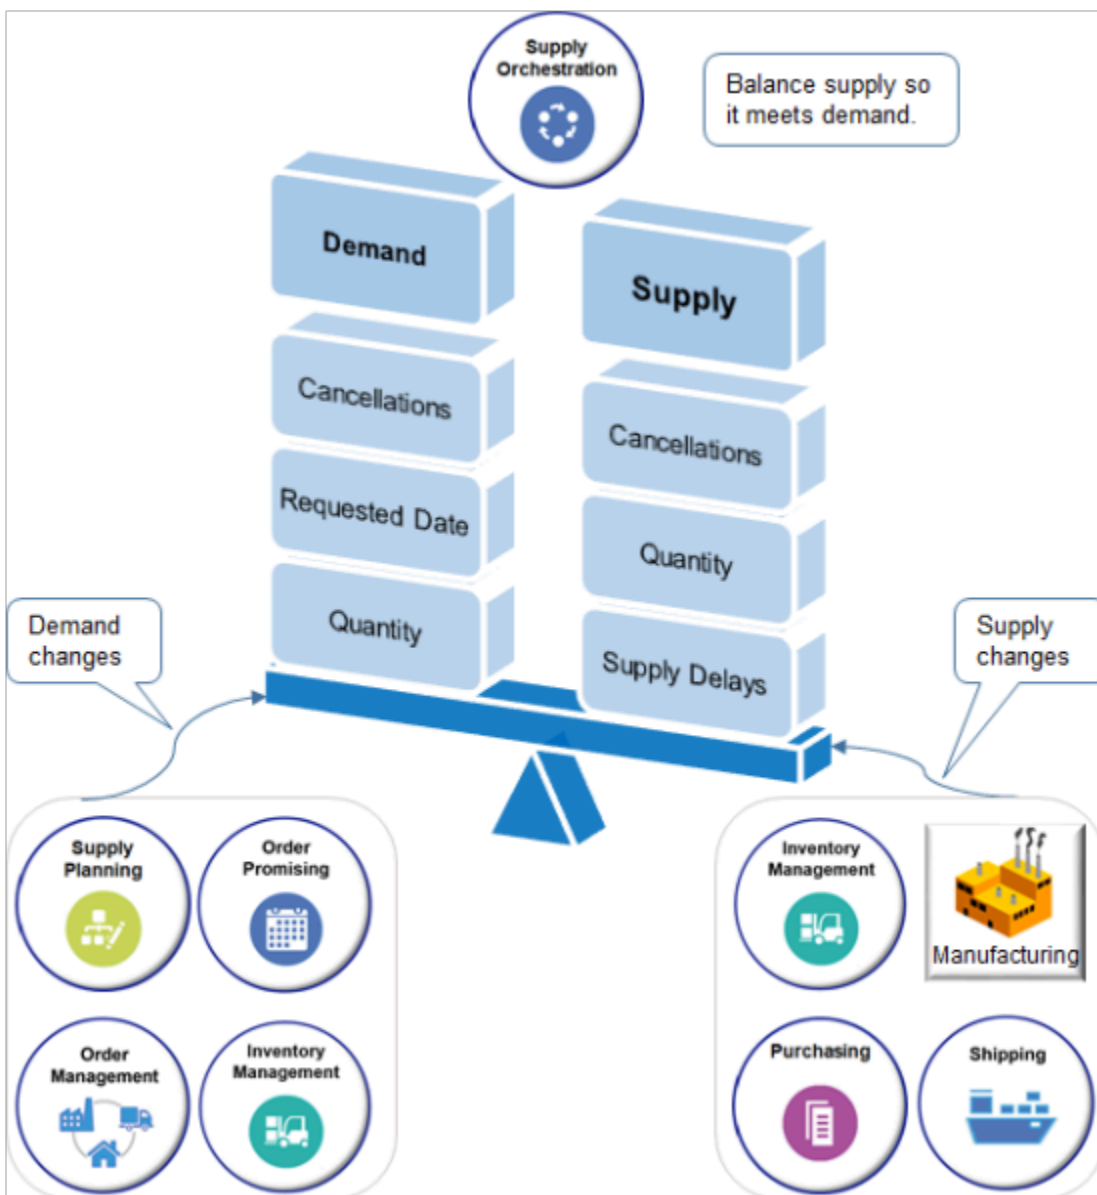 Supply
Orchestration
Balance supply so
it meets demand.
Demand
Supply
Cancellations
Cancellations
Requested Date
Quantity
Quantity
Supply Delays
Demand
changes
Supply
changes
Supply
Planning
Order
Promising
Inventory
Management
Manufacturing
Order
Management
Inventory
Management
Purchasing
Shipping